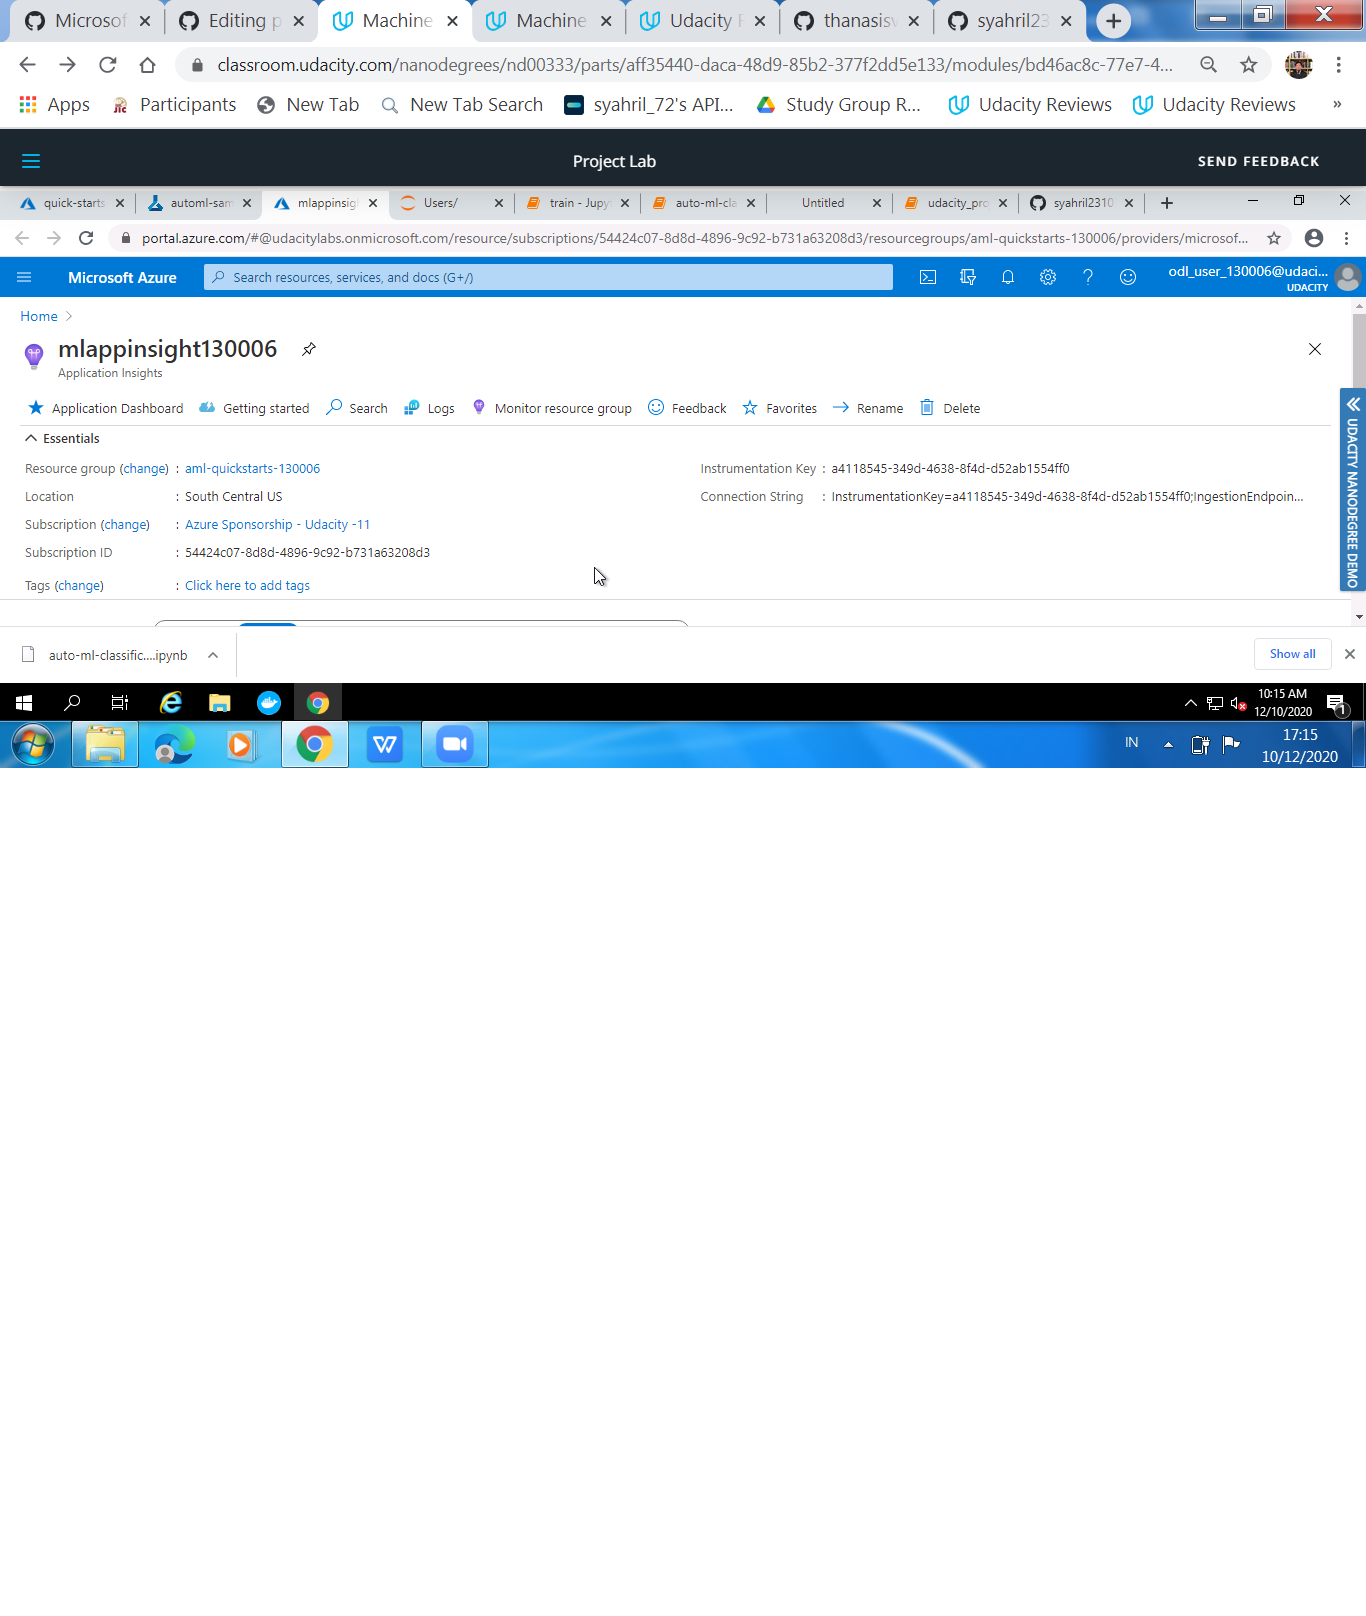 Microsof Editing p Machine Machine Udacity thanasisv syahril23
classroom.udacity.com/nanodegrees/nd00333/parts/aff35440-daca-48d9-85b2-377f2dd5e133/modules/bd46ac8c-77e7-4...
Apps Participants New Tab New Tab Search syahril_72's API... Study Group R... Udacity Reviews Udacity Reviews »
Project Lab SEND FEEDBACK
quick-starts automl-sam mlappinsigh Users/ train - Jupy auto-ml-cla Untitled udacity_pro syahril2310
portal.azure.com/#@udacitylabs.onmicrosoft.com/resource/subscriptions/54424c07-8d8d-4896-9c92-b731a63208d3/resourcegroups/aml-quickstarts-130006/providers/microsof...
Microsoft Azure Search resources, services, and docs (G+/) odl_user_130006@udaci...
UDACITY
Home
mlappinsight130006
Application Insights
Application Dashboard Getting started Search Logs Monitor resource group Feedback Favorites Rename Delete
Essentials
Resource group (change) : aml-quickstarts-130006 Instrumentation Key : a4118545-349d-4638-8f4d-d52ab1554ff0
Location : South Central US Connection String : InstrumentationKey=a4118545-349d-4638-8f4d-d52ab1554ff0;IngestionEndpoin...
Subscription (change) : Azure Sponsorship - Udacity -11
Subscription ID : 54424c07-8d8d-4896-9c92-b731a63208d3
Tags (change) : Click here to add tags
UDACITY NANODEGREE DEMO
auto-ml-classific....ipynb Show all
10:15 AM
12/10/2020 1
IN 17:15
10/12/2020